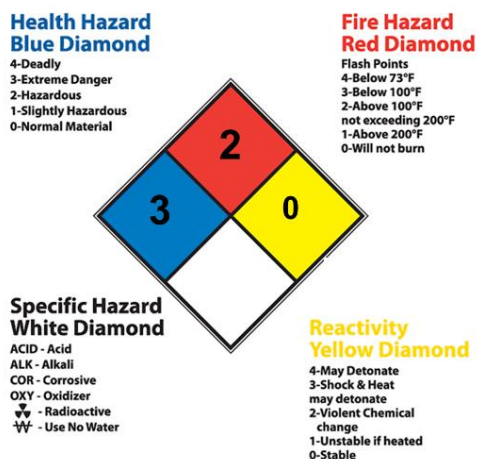 Health Hazard
Blue Diamond
4-Deadly
3-Extreme Danger
2-Hazardous
1-Slightly Hazardous
0-Normal Material
Fire Hazard
Red Diamond
Flash Points
4-Below 73°F
3-Below 100°F
2-Above 100°F
not exceeding 200°F
1-Above 200°F
0-Will not burn
2
3
0
Specific Hazard
White Diamond
ACID - Acid
ALK - Alkali
COR - Corrosive
OXY - Oxidizer
☢ - Radioactive
W - Use No Water
Reactivity
Yellow Diamond
4-May Detonate
3-Shock & Heat
may detonate
2-Violent Chemical
change
1-Unstable if heated
0-Stable